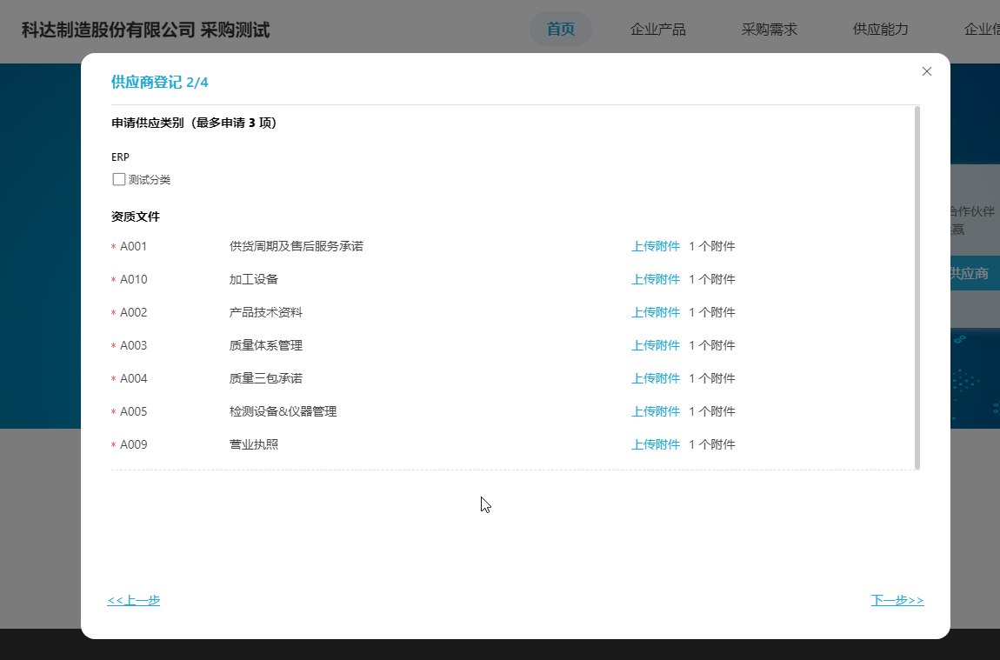 科达制造股份有限公司 采购测试
首页 企业产品 采购需求 供应能力 企业信
供应商登记 2/4
申请供应类别（最多申请 3 项）
ERP
测试分类
资质文件
* A001 供货周期及售后服务承诺 上传附件 1 个附件
* A010 加工设备 上传附件 1 个附件
* A002 产品技术资料 上传附件 1 个附件
* A003 质量体系管理 上传附件 1 个附件
* A004 质量三包承诺 上传附件 1 个附件
* A005 检测设备&仪器管理 上传附件 1 个附件
* A009 营业执照 上传附件 1 个附件
合作伙伴
赢
供应商
<<上一步 下一步>>